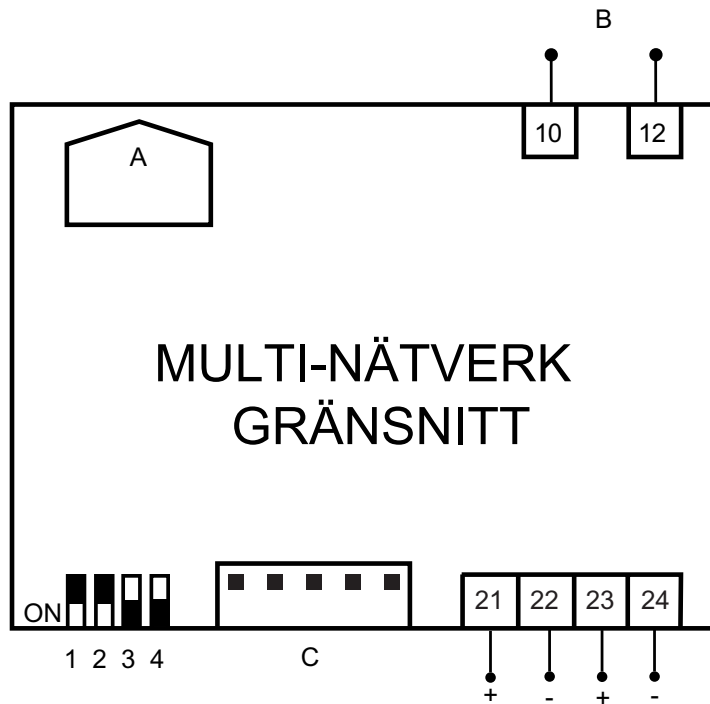 B
10 12
A
MULTI-NÄTVERK
GRÄNSNITT
ON
21 22 23 24
1 2 3 4
C
+ - + -